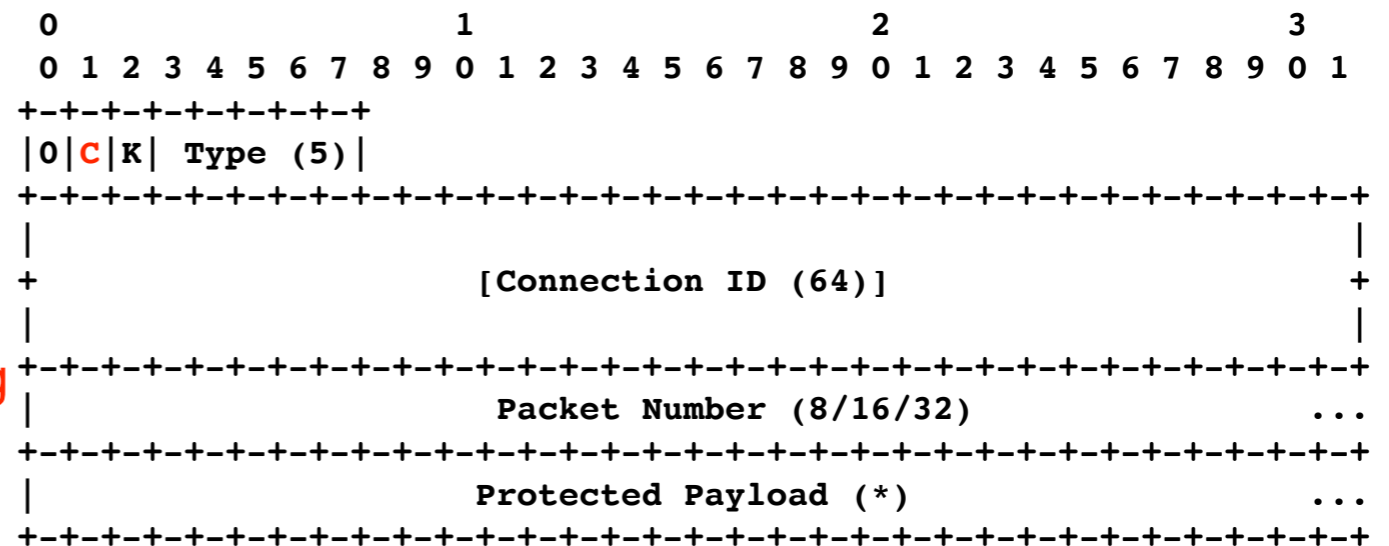 0 1 2 3
0 1 2 3 4 5 6 7 8 9 0 1 2 3 4 5 6 7 8 9 0 1 2 3 4 5 6 7 8 9 0 1
+-+-+-+-+-+-+-+-+
|0|C|K| Type (5)|
+-+-+-+-+-+-+-+-+-+-+-+-+-+-+-+-+-+-+-+-+-+-+-+-+-+-+-+-+-+-+-+-+
| |
+ [Connection ID (64)] +
| |
+-+-+-+-+-+-+-+-+-+-+-+-+-+-+-+-+-+-+-+-+-+-+-+-+-+-+-+-+-+-+-+-+
| Packet Number (8/16/32) ...
+-+-+-+-+-+-+-+-+-+-+-+-+-+-+-+-+-+-+-+-+-+-+-+-+-+-+-+-+-+-+-+-+
| Protected Payload (*) ...
+-+-+-+-+-+-+-+-+-+-+-+-+-+-+-+-+-+-+-+-+-+-+-+-+-+-+-+-+-+-+-+-+